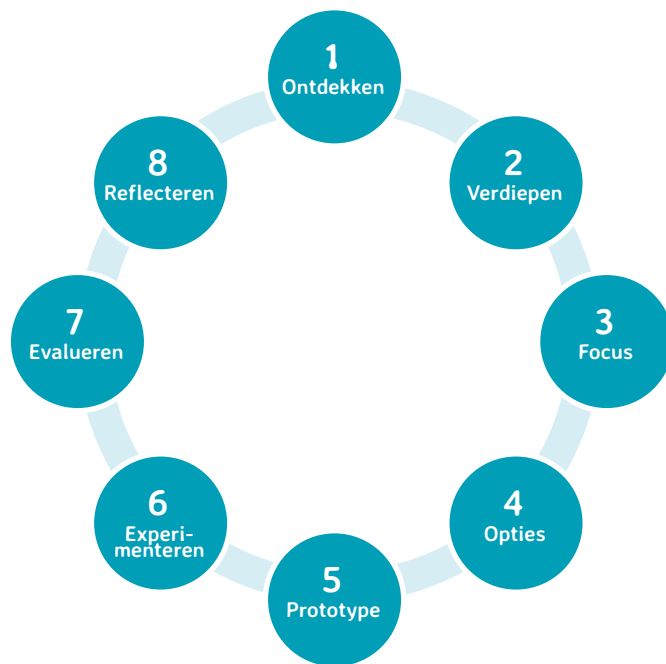 1
Ontdekken
2
Verdiepen
3
Focus
4
Opties
5
Prototype
6
Experi-
menteren
7
Evalueren
8
Reflecteren